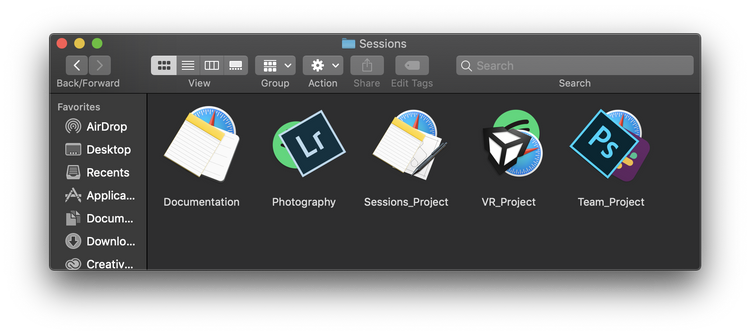 Sessions
Back/Forward
View
Group
Action
Share
Edit Tags
Search
Search
Favorites
AirDrop
Desktop
Recents
Applica...
Docum...
Downlo...
Creativ...
Lr
Ps
Documentation
Photography
Sessions_Project
VR_Project
Team_Project